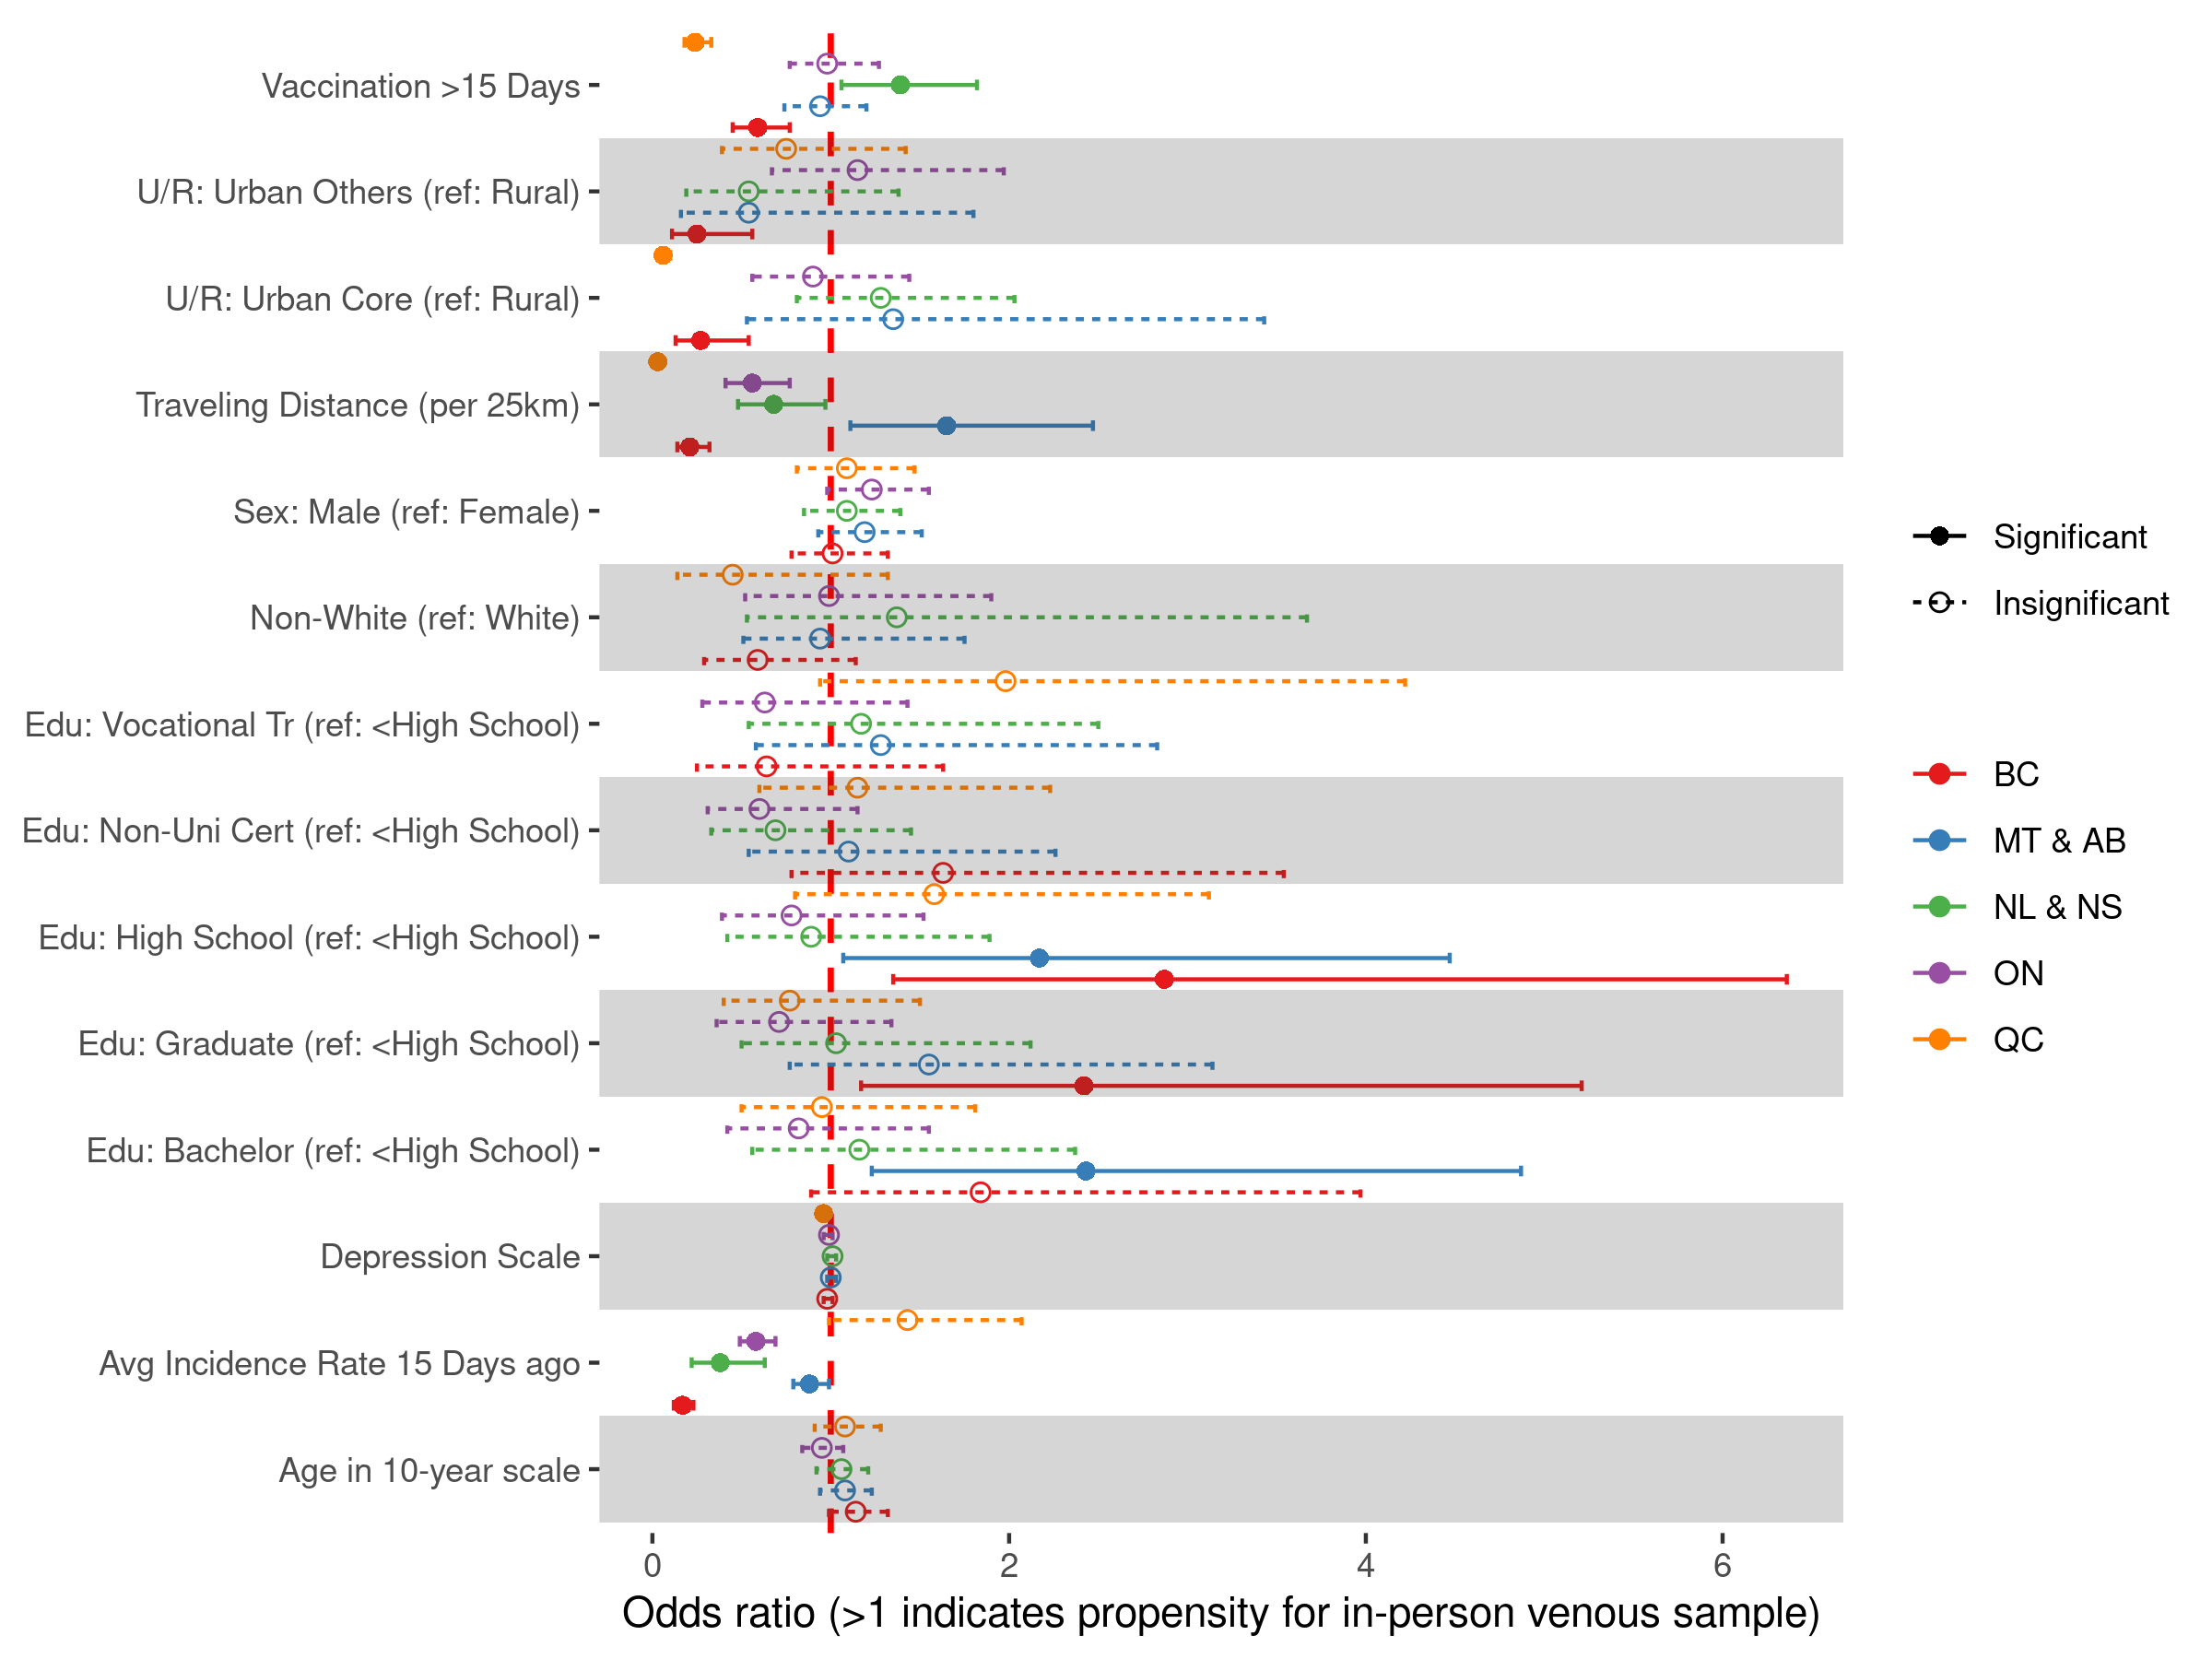 Vaccination >15 Days
U/R: Urban Others (ref: Rural)
U/R: Urban Core (ref: Rural)
Traveling Distance (per 25km)
Sex: Male (ref: Female)
Non-White (ref: White)
Edu: Vocational Tr (ref: <High School)
Edu: Non-Uni Cert (ref: <High School)
Edu: High School (ref: <High School)
Edu: Graduate (ref: <High School)
Edu: Bachelor (ref: <High School)
Depression Scale
Avg Incidence Rate 15 Days ago
Age in 10-year scale
0 2 4 6
Odds ratio (>1 indicates propensity for in-person venous sample)
Significant
Insignificant
BC
MT & AB
NL & NS
ON
QC